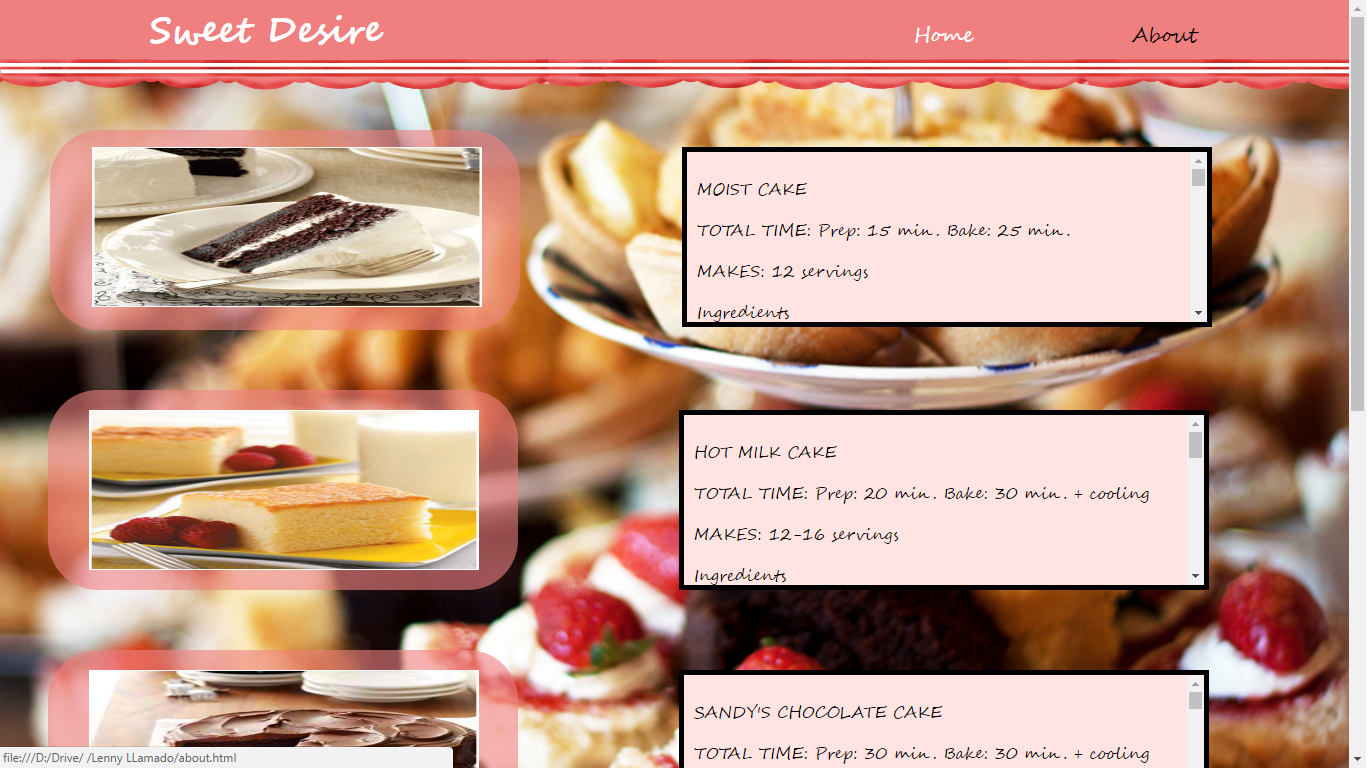 Sweet Desire
Home
About
MOIST CAKE
TOTAL TIME: Prep: 15 min. Bake: 25 min.
MAKES: 12 servings
Ingredients
HOT MILK CAKE
TOTAL TIME: Prep: 20 min. Bake: 30 min. + cooling
MAKES: 12-16 servings
Ingredients
SANDY'S CHOCOLATE CAKE
TOTAL TIME: Prep: 30 min. Bake: 30 min. + cooling
file:///D:/Drive/ /Lenny LLamado/about.html